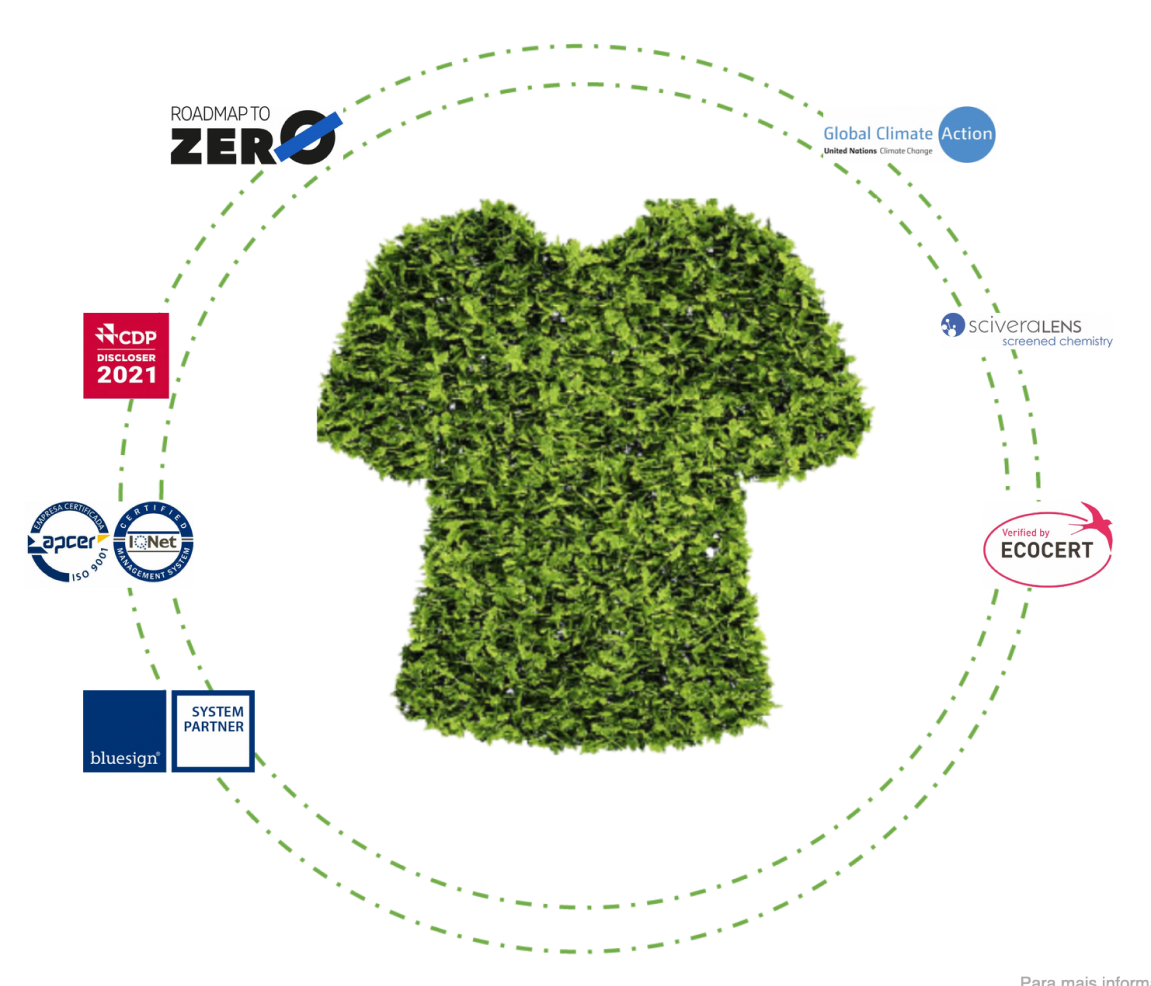 ROADMAP TO
ZERO
Global Climate Action
United Nations Climate Change
CDP
DISCLOSER
2021
sciveraLENS
screened chemistry
EMPRESA CERTIFICADA
apcer
ISO 9001
CERTIFIED
IQNet
MANAGEMENT SYSTEM
Verified by
ECOCERT
bluesign®
SYSTEM
PARTNER
Para mais inform